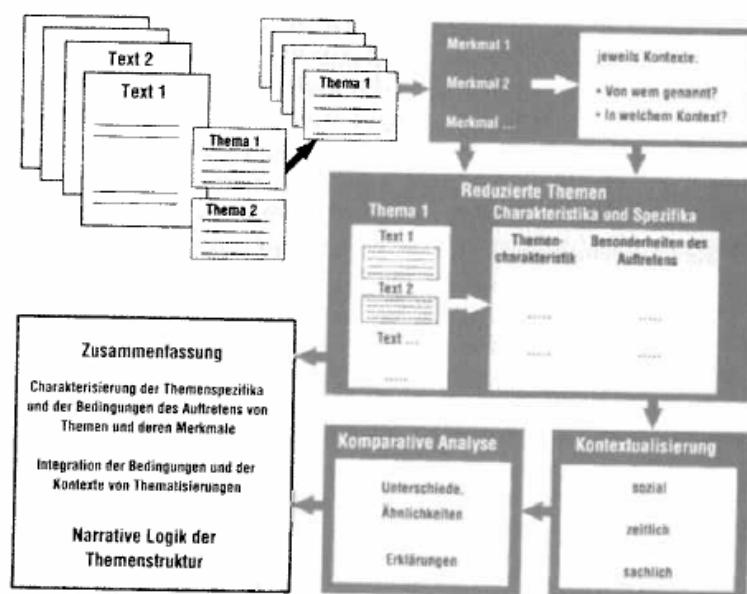 Text 2
Text 1
Thema 1
Thema 2
Thema 1
Merkmal 1
Merkmal 2
Merkmal ...
jeweils Kontexte.
• Von wem genannt?
• In welchem Kontext?
Reduzierte Themen
Thema 1
Charakteristika und Spezifika
Text 1
Text 2
Text ...
.....
Themen-
charakteristik
Besonderheiten des
Auftretens
.....
.....
.....
.....
Zusammenfassung
Charakterisierung der Themenspezifika
und der Bedingungen des Auftretens von
Themen und deren Merkmale
Integration der Bedingungen und der
Kontexte von Thematisierungen
Narrative Logik der
Themenstruktur
Komparative Analyse
Unterschiede,
Ähnlichkeiten
Erklärungen
Kontextualisierung
sozial
zeitlich
sachlich